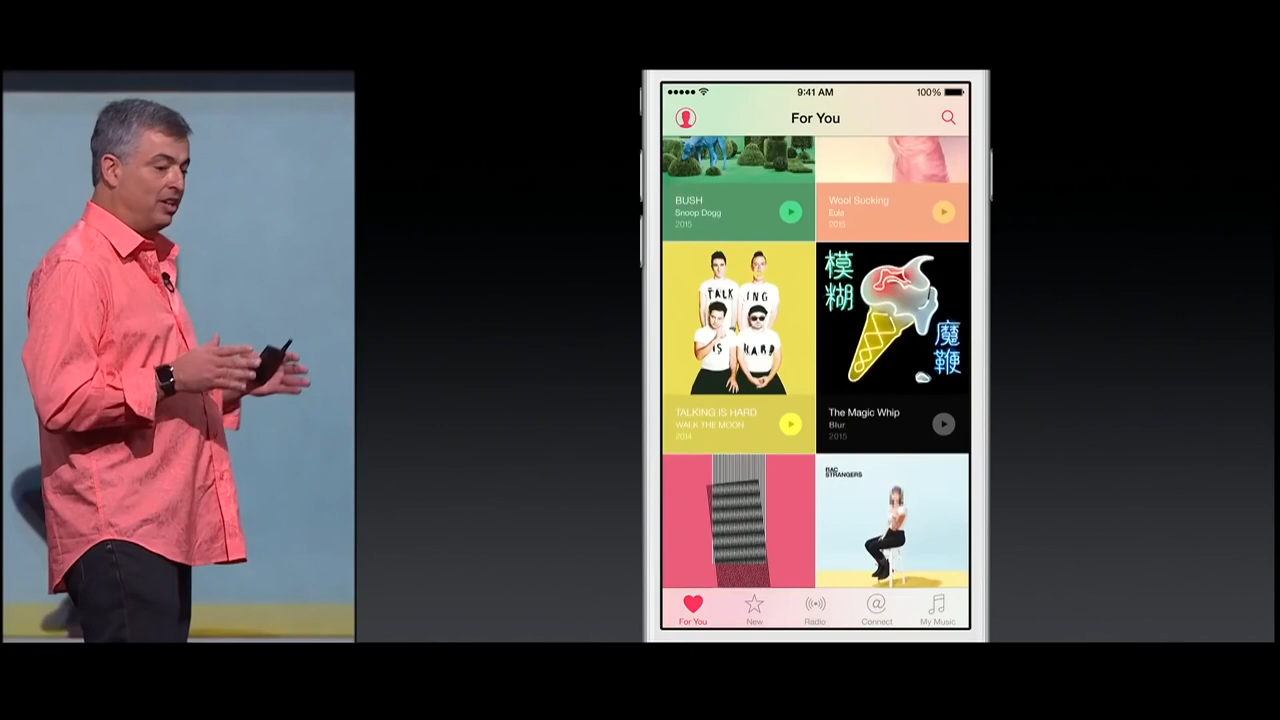 9:41 AM
100%
For You
BUSH
Snoop Dogg
2015
Wool Sucking
Eula
2015
TALK ING
IS HARD
模糊
魔鞭
TALKING IS HARD
WALK THE MOON
2014
The Magic Whip
Blur
2015
RAC
STRANGERS
For You
New
Radio
Connect
My Music